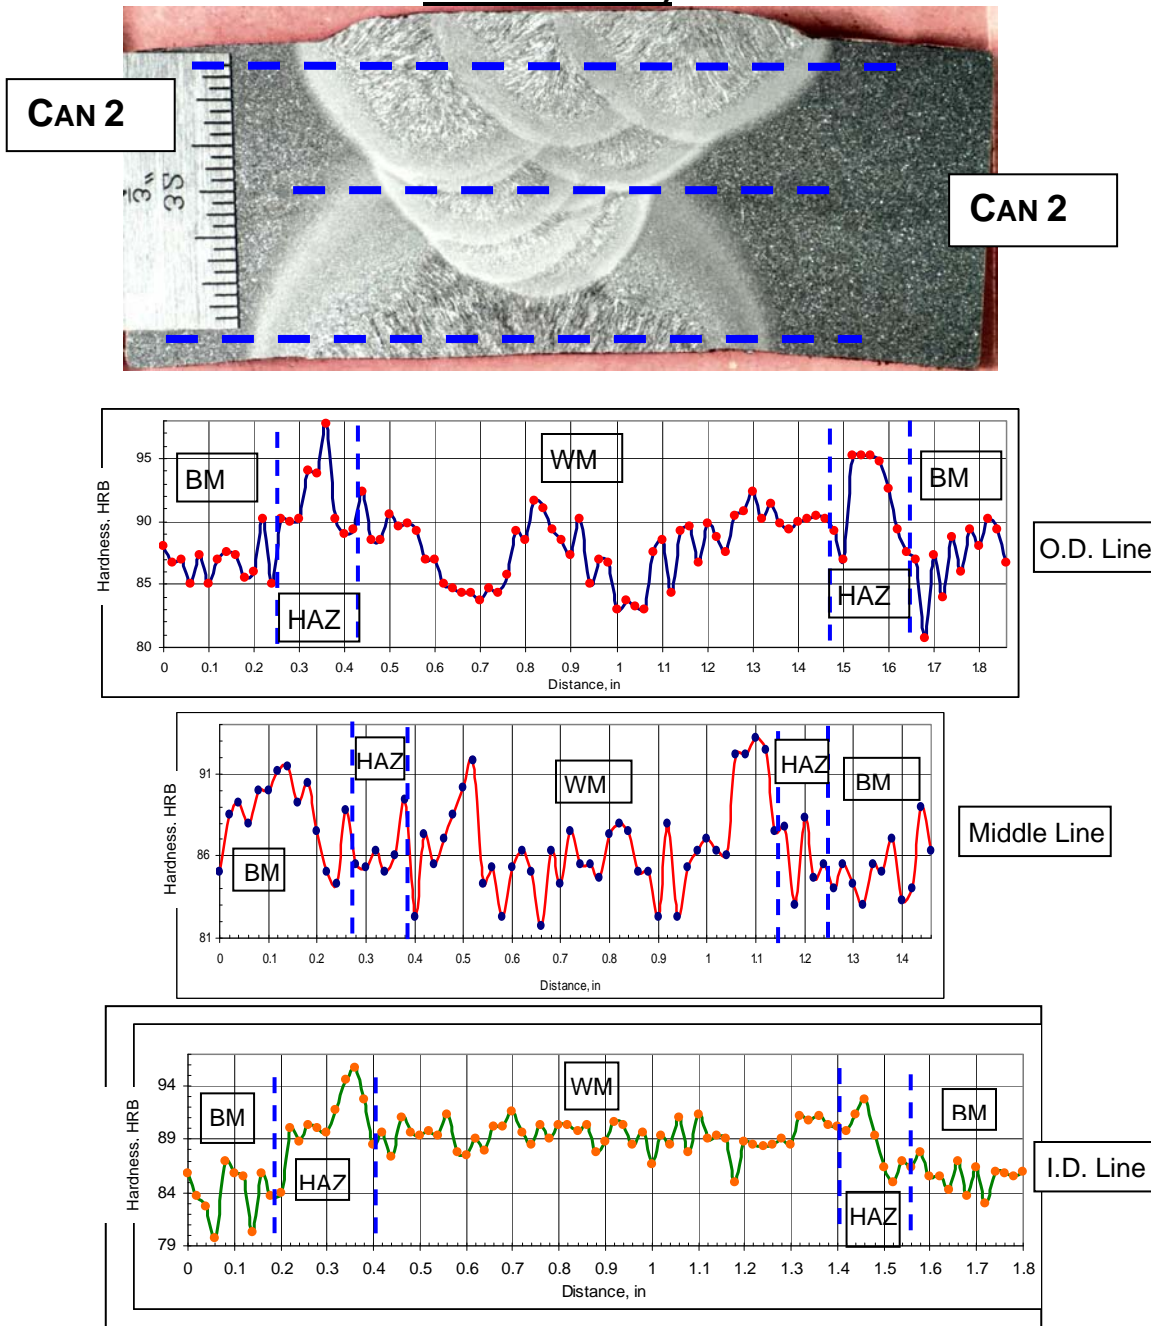 CAN 2
3"
3S
CAN 2
BM
WM
BM
HAZ
HAZ
O.D. Line
Hardness, HRB
95
90
85
80
0 0.1 0.2 0.3 0.4 0.5 0.6 0.7 0.8 0.9 1 1.1 1.2 1.3 1.4 1.5 1.6 1.7 1.8
Distance, in
HAZ
WM
HAZ
BM
BM
Middle Line
Hardness, HRB
91
86
81
0 0.1 0.2 0.3 0.4 0.5 0.6 0.7 0.8 0.9 1 1.1 1.2 1.3 1.4
Distance, in
BM
WM
BM
HAZ
HAZ
I.D. Line
Hardness, HRB
94
89
84
79
0 0.1 0.2 0.3 0.4 0.5 0.6 0.7 0.8 0.9 1 1.1 1.2 1.3 1.4 1.5 1.6 1.7 1.8
Distance, in